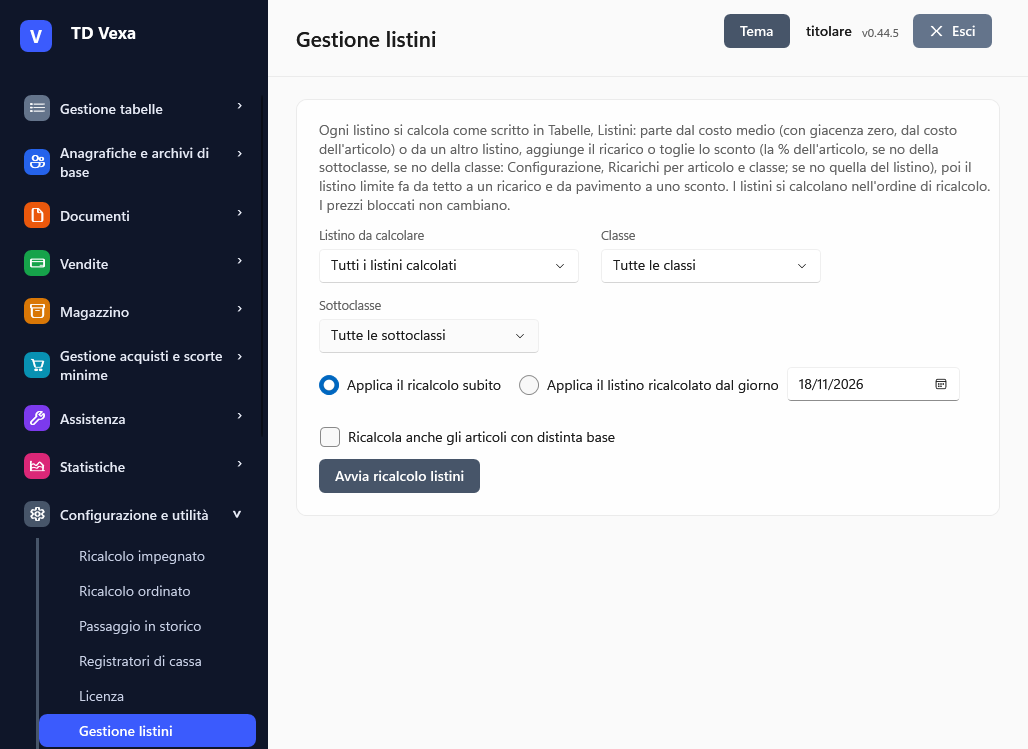 V
TD Vexa
Gestione listini
Tema
titolare
v0.44.5
Esci
Gestione tabelle
Anagrafiche e archivi di
base
Documenti
Vendite
Magazzino
Gestione acquisti e scorte
minime
Assistenza
Statistiche
Configurazione e utilità
Ricalcolo impegnato
Ricalcolo ordinato
Passaggio in storico
Registratori di cassa
Licenza
Gestione listini
Ogni listino si calcola come scritto in Tabelle, Listini: parte dal costo medio (con giacenza zero, dal costo
dell'articolo) o da un altro listino, aggiunge il ricarico o toglie lo sconto (la % dell'articolo, se no della
sottoclasse, se no della classe: Configurazione, Ricarichi per articolo e classe; se no quella del listino), poi il
listino limite fa da tetto a un ricarico e da pavimento a uno sconto. I listini si calcolano nell'ordine di ricalcolo.
I prezzi bloccati non cambiano.
Listino da calcolare
Classe
Tutti i listini calcolati
Tutte le classi
Sottoclasse
Tutte le sottoclassi
Applica il ricalcolo subito
Applica il listino ricalcolato dal giorno
18/11/2026
Ricalcola anche gli articoli con distinta base
Avvia ricalcolo listini